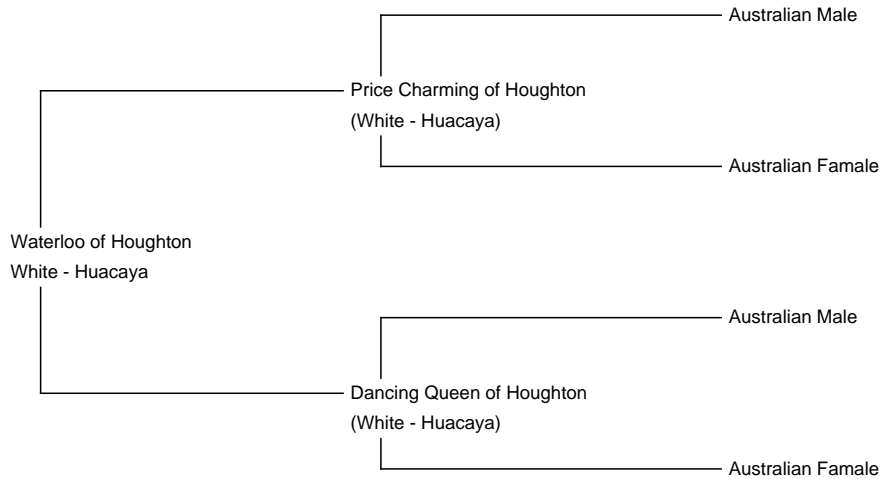 Australian Male
Price Charming of Houghton
(White - Huacaya)
Australian Famale
Waterloo of Houghton
White - Huacaya
Australian Male
Dancing Queen of Houghton
(White - Huacaya)
Australian Famale